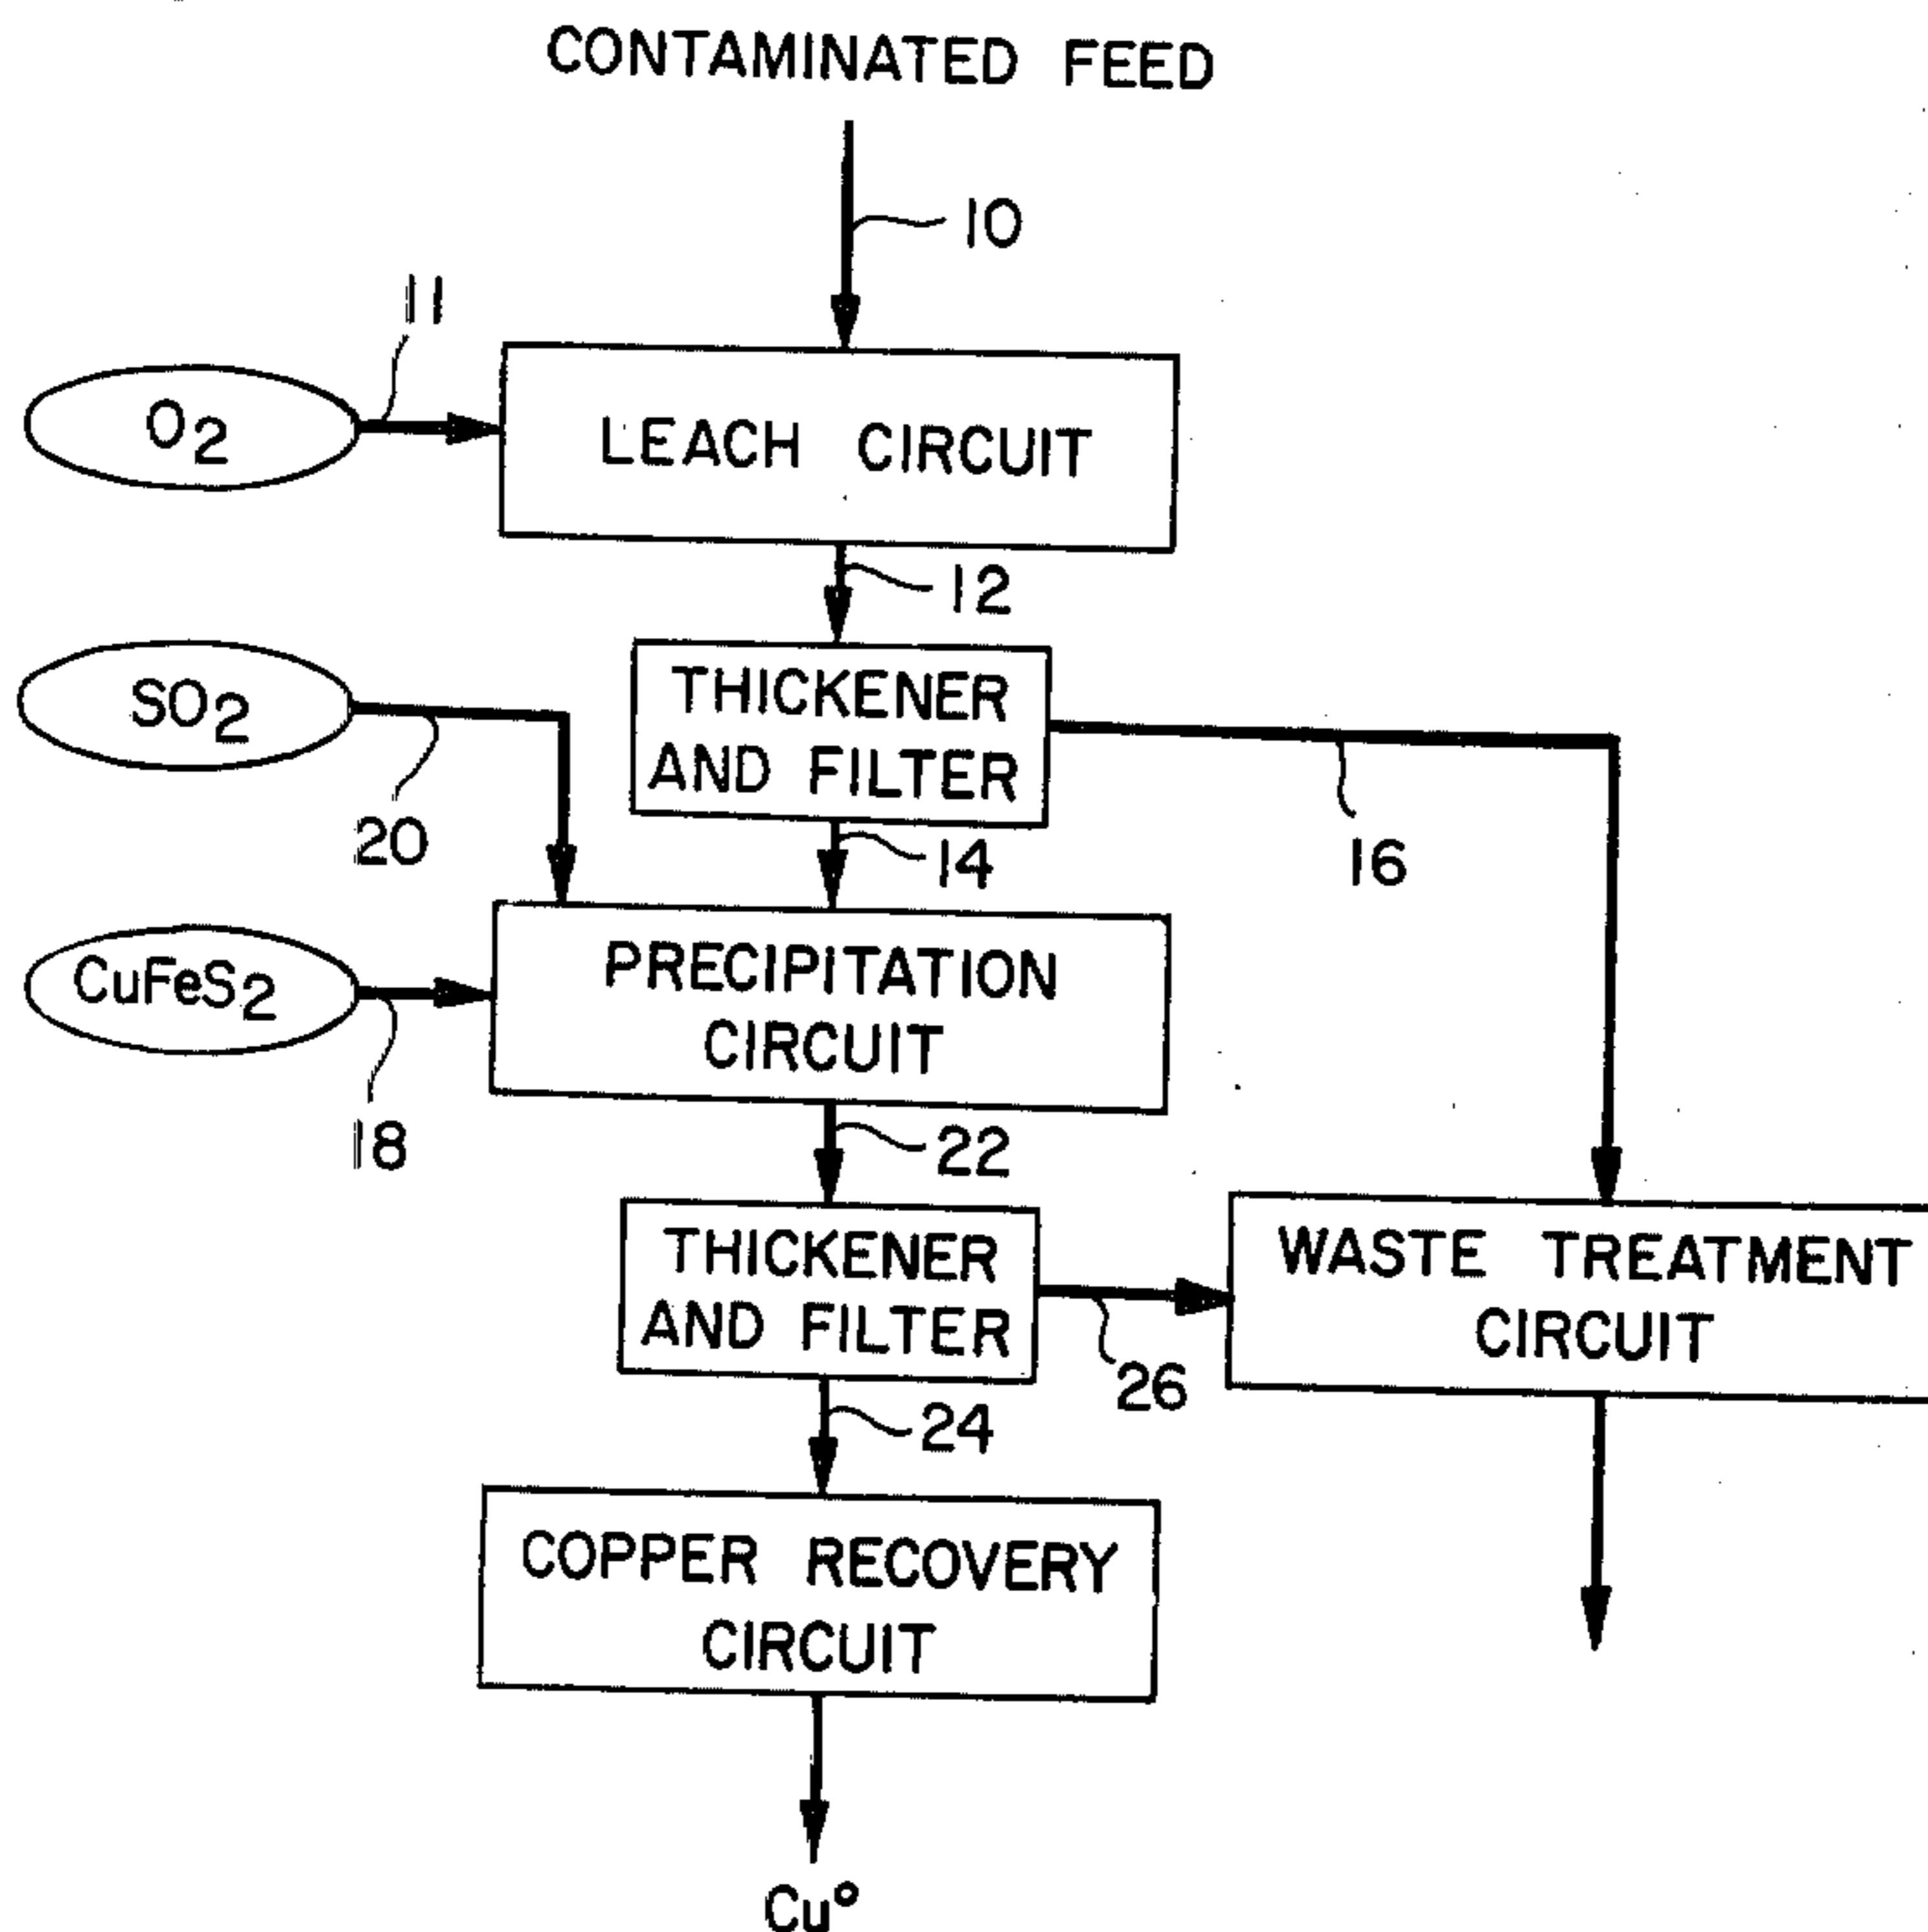 CONTAMINATED FEED
10
11
O2
LEACH CIRCUIT
12
SO2
THICKENER
AND FILTER
20
14
16
CuFeS2
PRECIPITATION
CIRCUIT
18
22
THICKENER
AND FILTER
WASTE TREATMENT
CIRCUIT
26
24
COPPER RECOVERY
CIRCUIT
Cu°